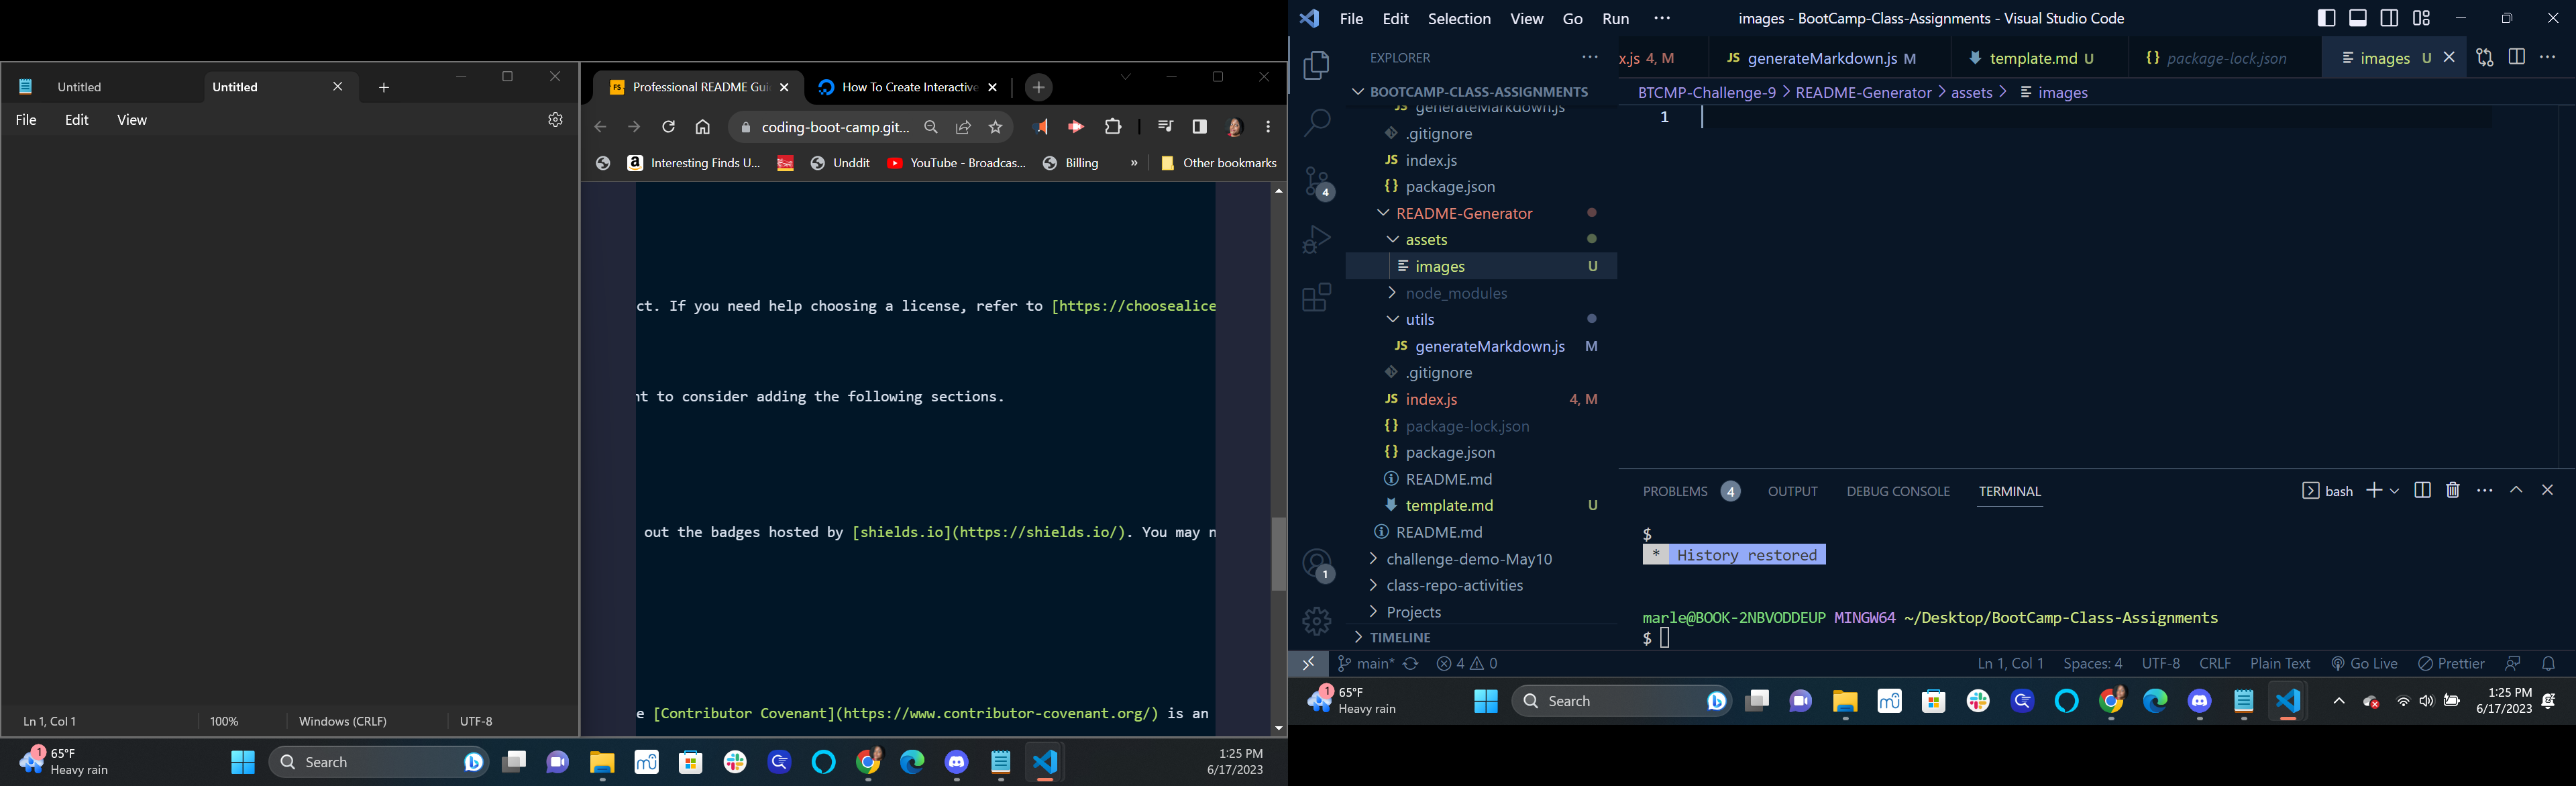 Untitled
Untitled
File Edit View
Ln 1, Col 1 100% Windows (CRLF) UTF-8
Professional README Gui
How To Create Interactive
coding-boot-camp.git...
Interesting Finds U... Unddit YouTube - Broadcas... Billing » Other bookmarks
ct. If you need help choosing a license, refer to [https://choosealice
nt to consider adding the following sections.
out the badges hosted by [shields.io](https://shields.io/). You may n
e [Contributor Covenant](https://www.contributor-covenant.org/) is an
1
65°F
Heavy rain
Search
1:25 PM
6/17/2023
File Edit Selection View Go Run ···
images - BootCamp-Class-Assignments - Visual Studio Code
EXPLORER
BOOTCAMP-CLASS-ASSIGNMENTS
JS generateMarkdown.js
.gitignore
JS index.js
{} package.json
README-Generator
assets
images U
node_modules
utils
JS generateMarkdown.js M
.gitignore
JS index.js 4, M
{} package-lock.json
{} package.json
README.md
template.md U
README.md
challenge-demo-May10
class-repo-activities
Projects
TIMELINE
4
1
x.js 4, M
JS generateMarkdown.js M
template.md U
{} package-lock.json
images U
BTCMP-Challenge-9 > README-Generator > assets > images
1
PROBLEMS 4 OUTPUT DEBUG CONSOLE TERMINAL
bash
$
* History restored
marle@BOOK-2NBVODDEUP MINGW64 ~/Desktop/BootCamp-Class-Assignments
$
main* 4 0
Ln 1, Col 1 Spaces: 4 UTF-8 CRLF Plain Text Go Live Prettier
1
65°F
Heavy rain
Search
1:25 PM
6/17/2023